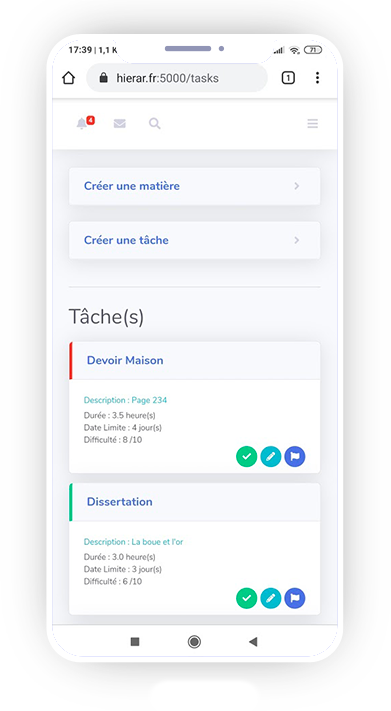 17:39 | 1,1 K
71
hierar.fr:5000/tasks
1
4
Créer une matière
Créer une tâche
Tâche(s)
Devoir Maison
Description : Page 234
Durée : 3.5 heure(s)
Date Limite : 4 jour(s)
Difficulté : 8 /10
Dissertation
Description : La boue et l'or
Durée : 3.0 heure(s)
Date Limite : 3 jour(s)
Difficulté : 6 /10